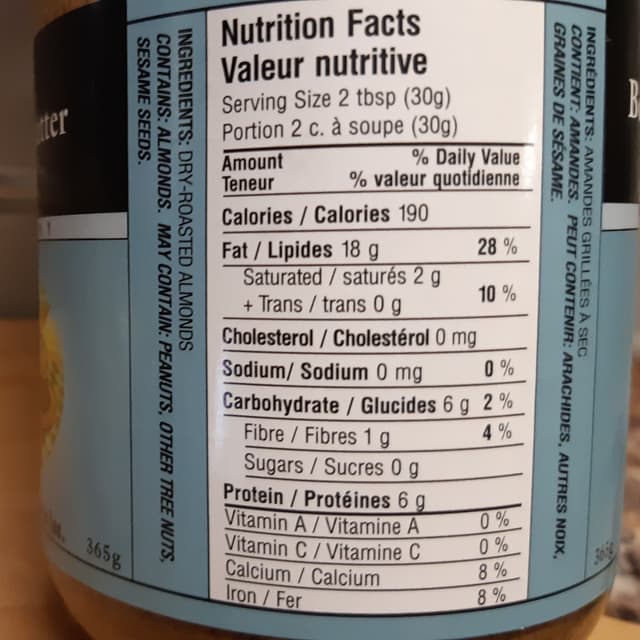 Nutrition Facts
Valeur nutritive
Serving Size 2 tbsp (30g)
Portion 2 c. à soupe (30g)
Amount % Daily Value
Teneur % valeur quotidienne
Calories / Calories 190
Fat / Lipides 18 g 28 %
Saturated / saturés 2 g
+ Trans / trans 0 g 10 %
Cholesterol / Cholestérol 0 mg
Sodium/ Sodium 0 mg 0 %
Carbohydrate / Glucides 6 g 2 %
Fibre / Fibres 1 g 4 %
Sugars / Sucres 0 g
Protein / Protéines 6 g
Vitamin A / Vitamine A 0 %
Vitamin C / Vitamine C 0 %
Calcium / Calcium 8 %
Iron / Fer 8 %
INGREDIENTS: DRY-ROASTED ALMONDS
CONTAINS: ALMONDS. MAY CONTAIN: PEANUTS, OTHER TREE NUTS,
SESAME SEEDS.
INGRÉDIENTS: AMANDES GRILLÉES À SEC
CONTIENT: AMANDES. PEUT CONTENIR: ARACHIDES, AUTRES NOIX,
GRAINES DE SÉSAME.
365g